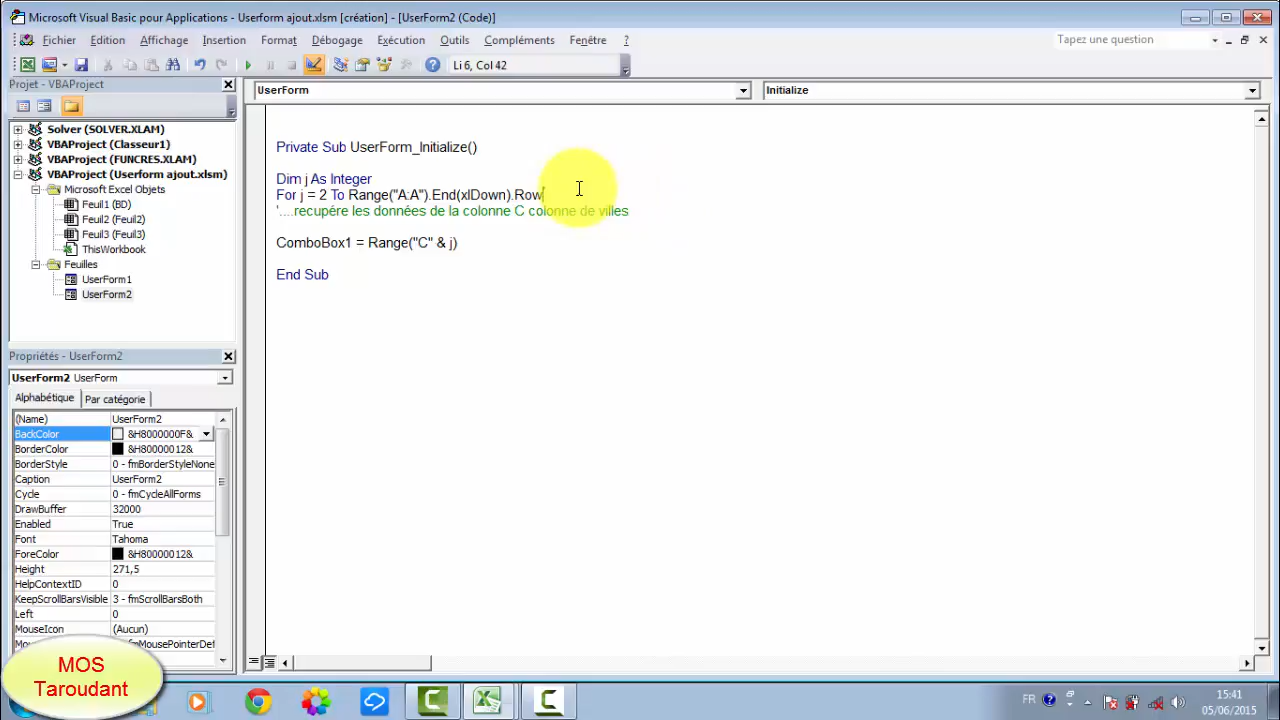 Microsoft Visual Basic pour Applications - Userform ajout.xlsm [création] - [UserForm2 (Code)]
Fichier Edition Affichage Insertion Format Débogage Exécution Outils Compléments Fenêtre ? Tapez une question
Li 6, Col 42
Projet - VBAProject
UserForm Initialize
Solver (SOLVER.XLAM)
VBAProject (Classeur1)
VBAProject (FUNCRES.XLAM)
VBAProject (Userform ajout.xlsm)
Microsoft Excel Objets
Feuil1 (BD)
Feuil2 (Feuil2)
Feuil3 (Feuil3)
ThisWorkbook
Feuilles
UserForm1
UserForm2
Private Sub UserForm_Initialize()
Dim j As Integer
For j = 2 To Range("A:A").End(xlDown).Row
'....recupére les données de la colonne C colonne de villes
ComboBox1 = Range("C" & j)
End Sub
Propriétés - UserForm2
UserForm2 UserForm
Alphabétique Par catégorie
(Name) UserForm2
BackColor &H8000000F&
BorderColor &H80000012&
BorderStyle 0 - fmBorderStyleNone
Caption UserForm2
Cycle 0 - fmCycleAllForms
DrawBuffer 32000
Enabled True
Font Tahoma
ForeColor &H80000012&
Height 271,5
HelpContextID 0
KeepScrollBarsVisible 3 - fmScrollBarsBoth
Left 0
MouseIcon (Aucun)
fmMousePointerDef
MOS
Taroudant
FR
15:41
05/06/2015